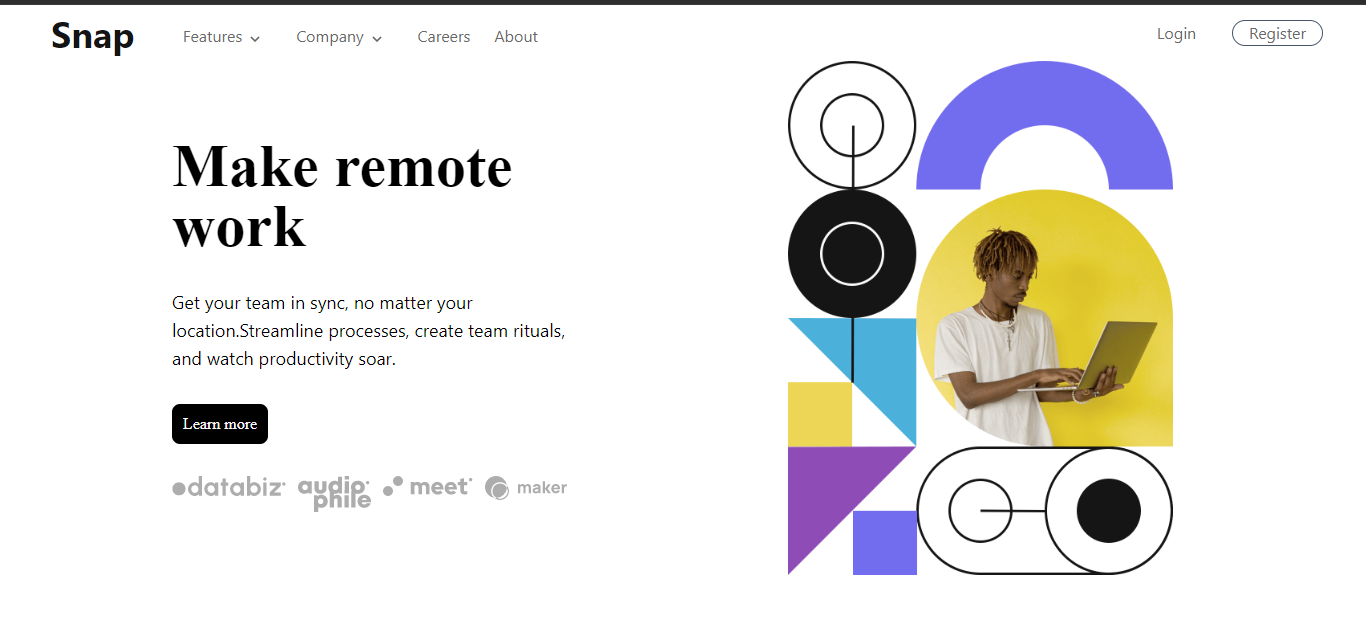 Snap Features Company Careers About Login Register
Make remote
work
Get your team in sync, no matter your
location.Streamline processes, create team rituals,
and watch productivity soar.
Learn more
databiz audiophile meet maker